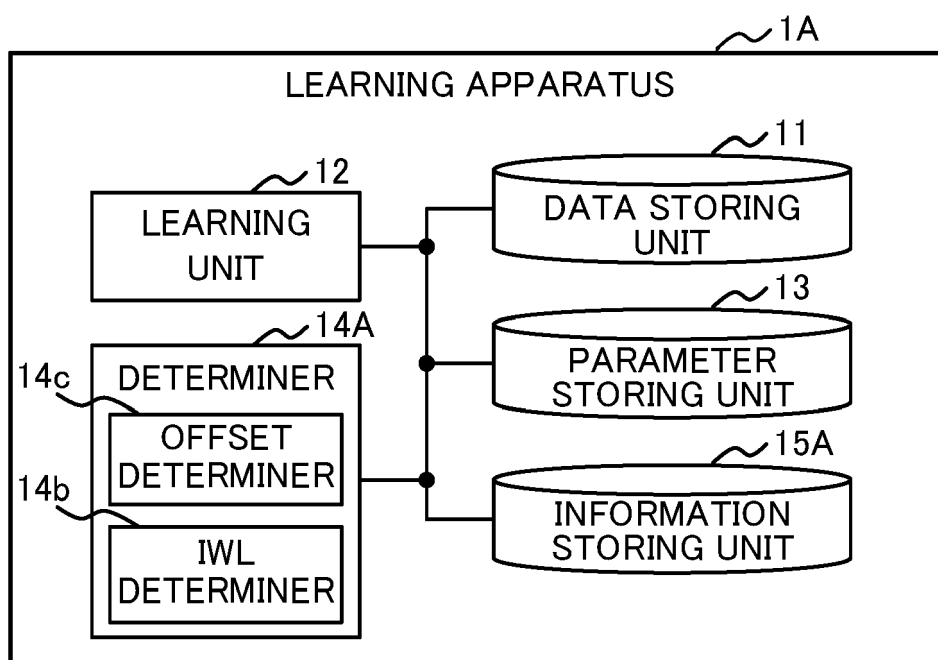 1A
LEARNING APPARATUS
12
LEARNING
UNIT
11
DATA STORING
UNIT
13
PARAMETER
STORING UNIT
14A
DETERMINER
14c
OFFSET
DETERMINER
14b
IWL
DETERMINER
15A
INFORMATION
STORING UNIT